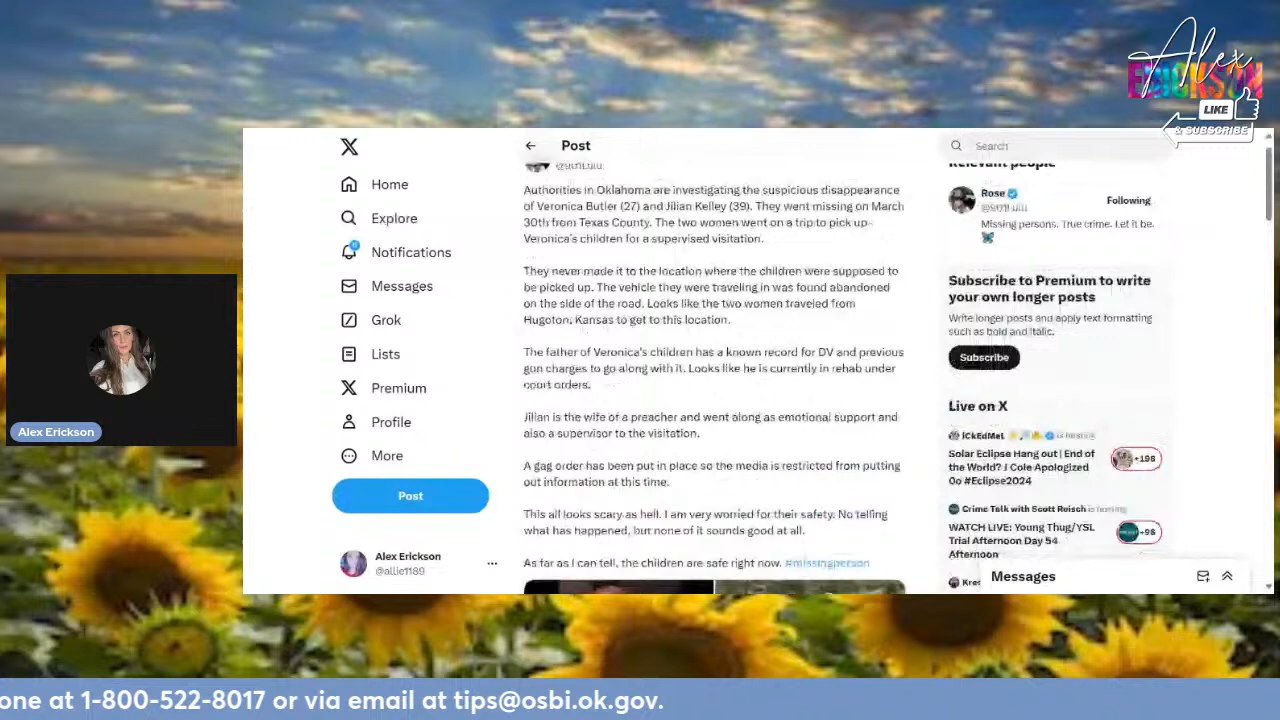 Alex
ERICKSON
LIKE
& SUBSCRIBE
Post
Search
Relevant people
Home
Explore
Notifications
Messages
Grok
Lists
Premium
Profile
More
Post
Alex Erickson
@allie1189
Authorities in Oklahoma are investigating the suspicious disappearance
of Veronica Butler (27) and Jilian Kelley (39). They went missing on March
30th from Texas County. The two women went on a trip to pick up
Veronica's children for a supervised visitation.
They never made it to the location where the children were supposed to
be picked up. The vehicle they were traveling in was found abandoned
on the side of the road. Looks like the two women traveled from
Hugoton, Kansas to get to this location.
The father of Veronica's children has a known record for DV and previous
gun charges to go along with it. Looks like he is currently in rehab under
court orders.
Jilian is the wife of a preacher and went along as emotional support and
also a supervisor to the visitation.
A gag order has been put in place so the media is restricted from putting
out information at this time.
This all looks scary as hell. I am very worried for their safety. No telling
what has happened, but none of it sounds good at all.
As far as I can tell, the children are safe right now. #missingperson
Rose
Following
Missing persons. True crime. Let it be.
Subscribe to Premium to write
your own longer posts
Write longer posts and apply text formatting
such as bold and italic.
Subscribe
Live on X
is hosting
Solar Eclipse Hang out | End of
the World? J Cole Apologized
Oo #Eclipse2024
+198
Crime Talk with Scott Reisch is hosting
WATCH LIVE: Young Thug/YSL
Trial Afternoon Day 54
Afternoon
+96
Messages
Alex Erickson
one at 1-800-522-8017 or via email at tips@osbi.ok.gov.